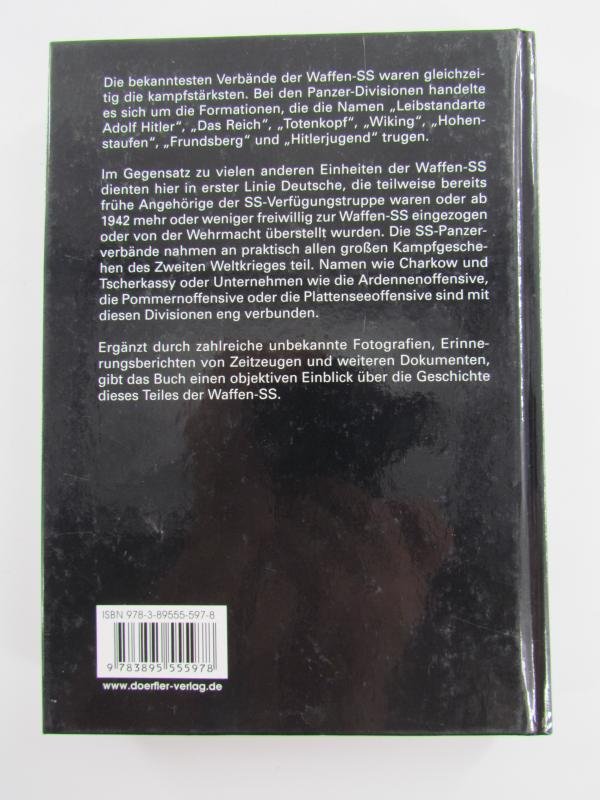 Die bekanntesten Verbände der Waffen-SS waren gleichzei-
tig die kampfstärksten. Bei den Panzer-Divisionen handelte
es sich um die Formationen, die die Namen „Leibstandarte
Adolf Hitler“, „Das Reich“, „Totenkopf“, „Wiking“, „Hohen-
staufen“, „Frundsberg“ und „Hitlerjugend“ trugen.
Im Gegensatz zu vielen anderen Einheiten der Waffen-SS
dienten hier in erster Linie Deutsche, die teilweise bereits
frühe Angehörige der SS-Verfügungstruppe waren oder ab
1942 mehr oder weniger freiwillig zur Waffen-SS eingezogen
oder von der Wehrmacht überstellt wurden. Die SS-Panzer-
verbände nahmen an praktisch allen großen Kampfgesche-
hen des Zweiten Weltkrieges teil. Namen wie Charkow und
Tscherkassy oder Unternehmen wie die Ardennenoffensive,
die Pommernoffensive oder die Plattenseeoffensive sind mit
diesen Divisionen eng verbunden.
Ergänzt durch zahlreiche unbekannte Fotografien, Erinne-
rungsberichten von Zeitzeugen und weiteren Dokumenten,
gibt das Buch einen objektiven Einblick über die Geschichte
dieses Teiles der Waffen-SS.
ISBN 978-3-89555-597-8
9 783895 555978
www.doerfler-verlag.de